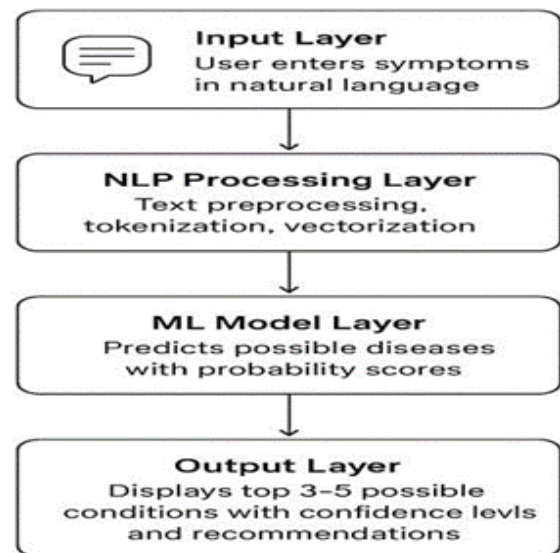 Input Layer
User enters symptoms
in natural language
NLP Processing Layer
Text preprocessing,
tokenization, vectorization
ML Model Layer
Predicts possible diseases
with probability scores
Output Layer
Displays top 3–5 possible
conditions with confidence levls
and recommendations